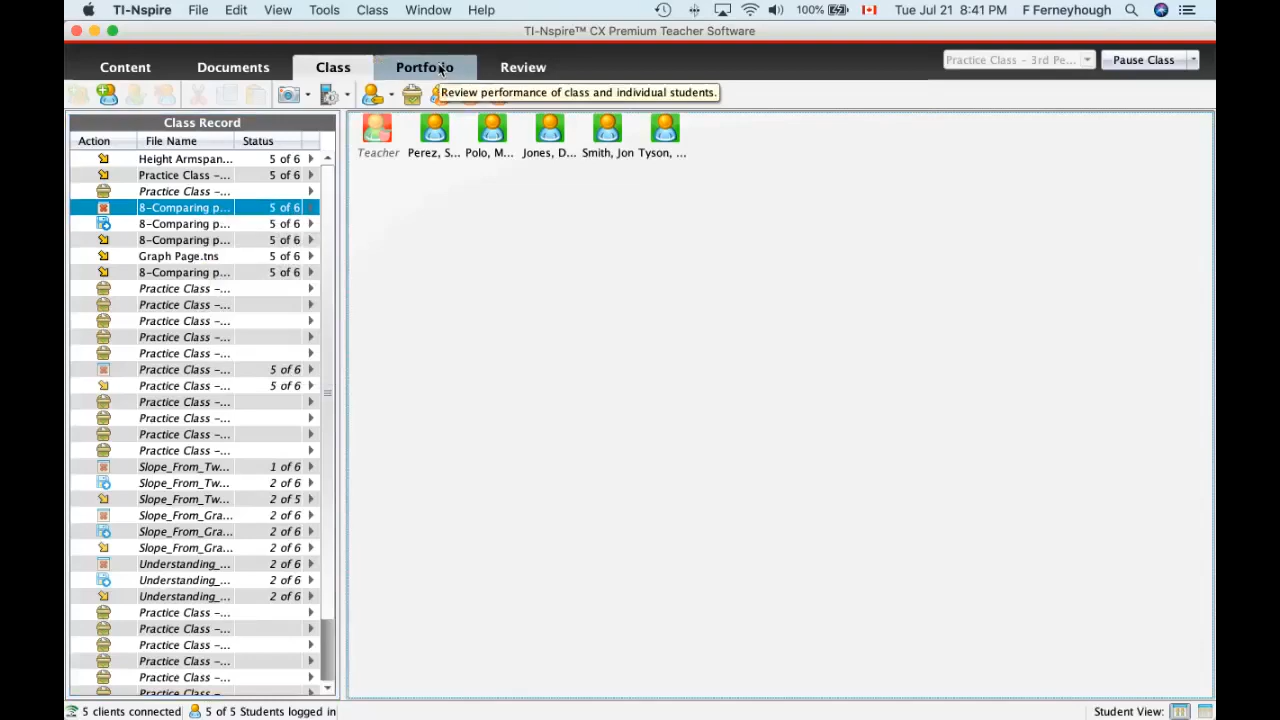 TI-Nspire File Edit View Tools Class Window Help 100% Tue Jul 21 8:41 PM F Ferneyhough
TI-Nspire™ CX Premium Teacher Software
Content Documents Class Portfolio Review Practice Class - 3rd Pe... Pause Class
Review performance of class and individual students.
Class Record
Action File Name Status
Height Armspan... 5 of 6
Practice Class -... 5 of 6
Practice Class -...
8-Comparing p... 5 of 6
8-Comparing p... 5 of 6
8-Comparing p... 5 of 6
Graph Page.tns 5 of 6
8-Comparing p... 5 of 6
Practice Class -...
Practice Class -...
Practice Class -...
Practice Class -...
Practice Class -...
Practice Class -... 5 of 6
Practice Class -... 5 of 6
Practice Class -...
Practice Class -...
Practice Class -...
Practice Class -...
Slope_From_Tw... 1 of 6
Slope_From_Tw... 2 of 6
Slope_From_Tw... 2 of 5
Slope_From_Gra... 2 of 6
Slope_From_Gra... 2 of 6
Slope_From_Gra... 2 of 6
Understanding_... 2 of 6
Understanding_... 2 of 6
Understanding_... 2 of 6
Practice Class -...
Practice Class -...
Practice Class -...
Practice Class -...
Practice Class -...
Practice Class -...
Teacher Perez, S... Polo, M... Jones, D... Smith, Jon Tyson, ...
5 clients connected 5 of 5 Students logged in Student View: